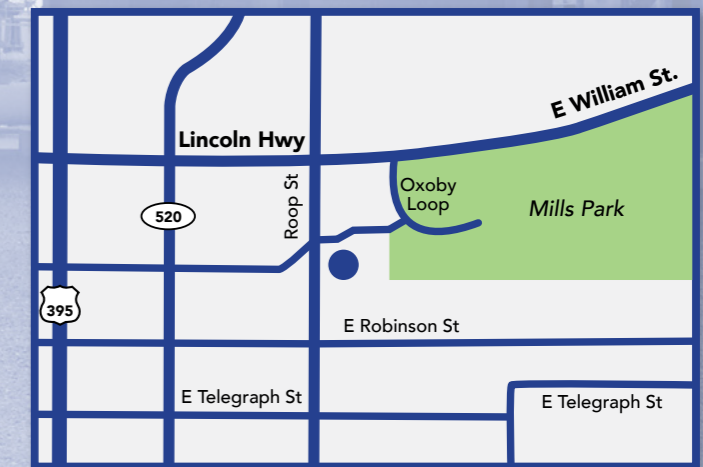 E William St.
Lincoln Hwy
Roop St
Oxoby
Loop
Mills Park
520
395
E Robinson St
E Telegraph St
E Telegraph St